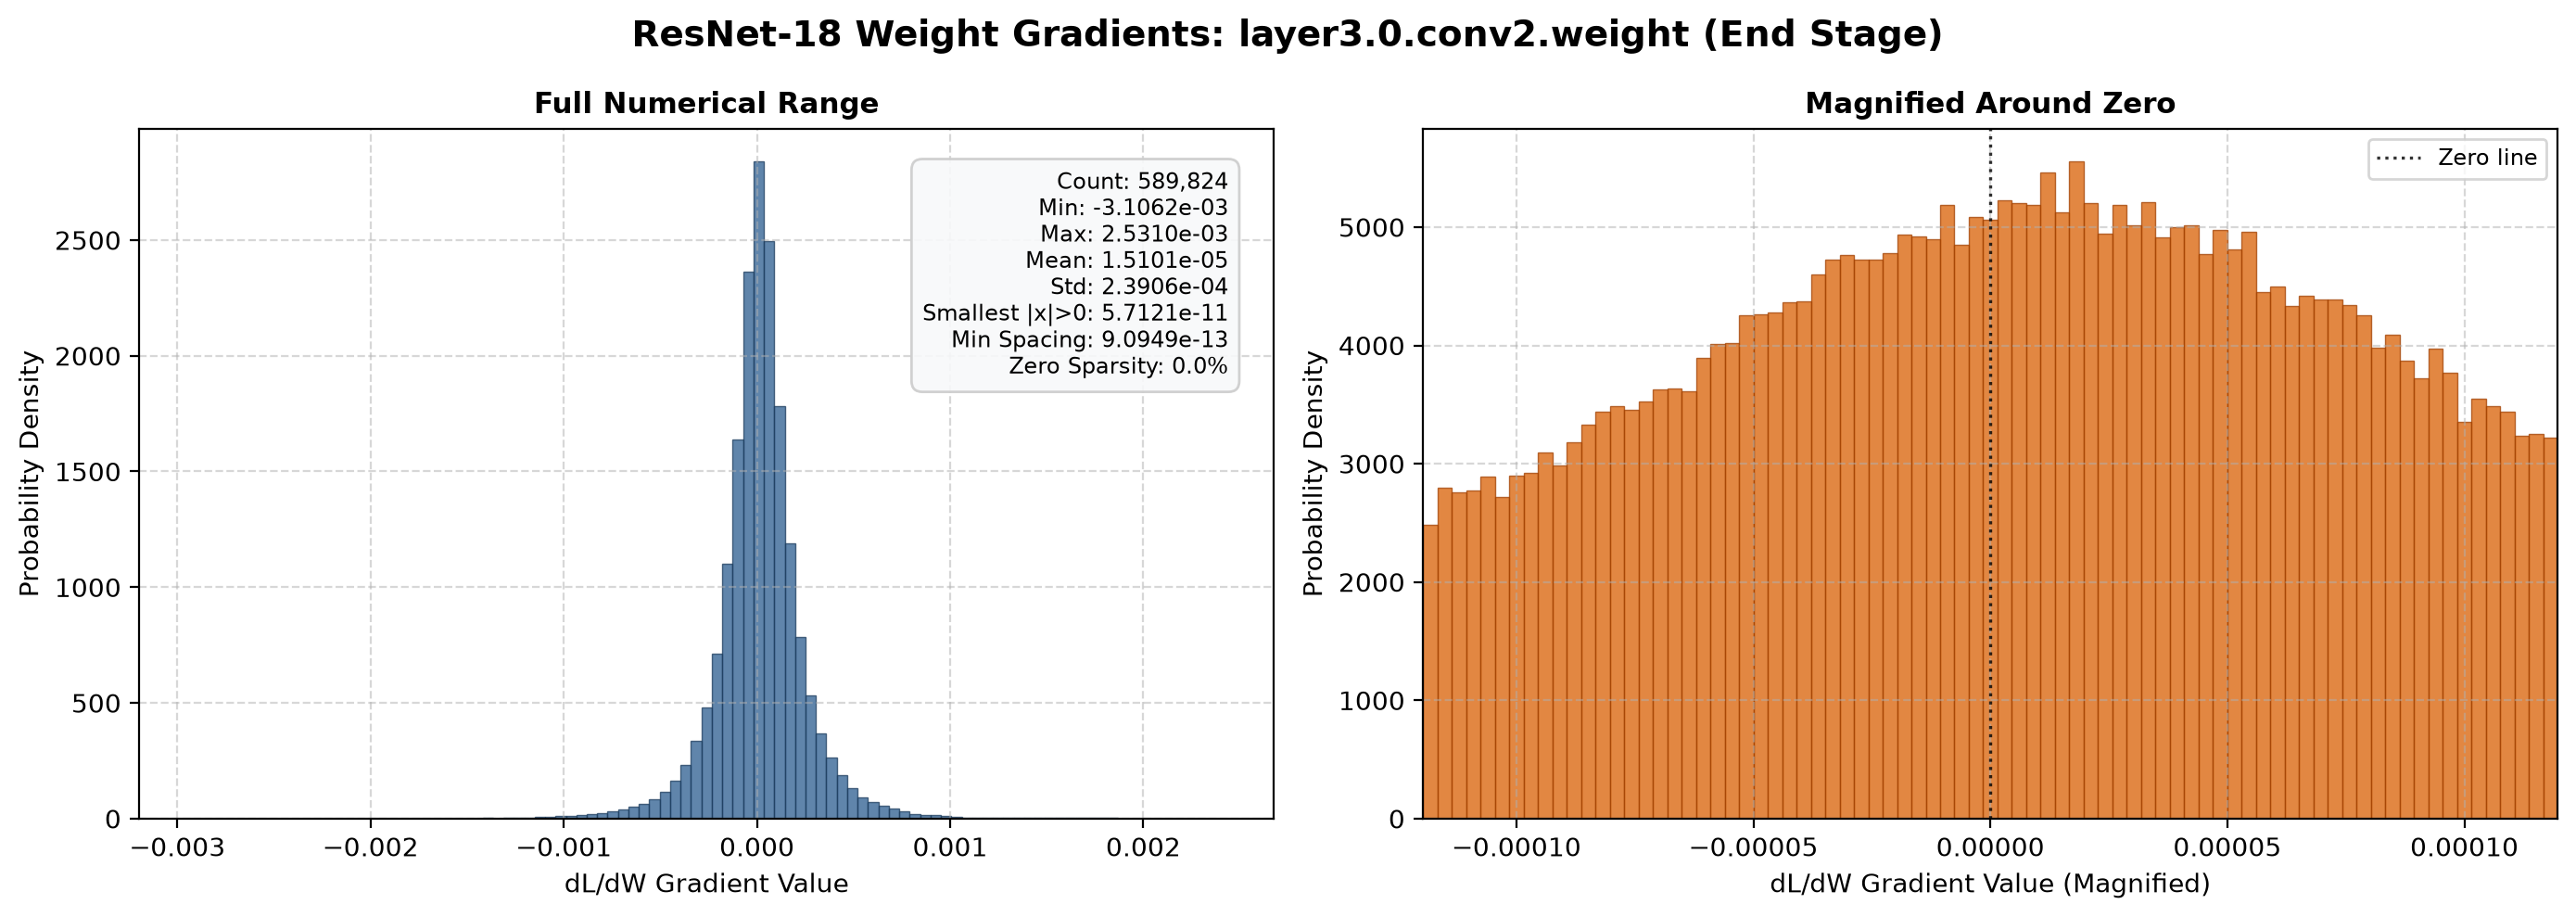 ResNet-18 Weight Gradients: layer3.0.conv2.weight (End Stage)
Full Numerical Range
Probability Density
2500
2000
1500
1000
500
0
Count: 589,824
Min: -3.1062e-03
Max: 2.5310e-03
Mean: 1.5101e-05
Std: 2.3906e-04
Smallest |x|>0: 5.7121e-11
Min Spacing: 9.0949e-13
Zero Sparsity: 0.0%
−0.003 −0.002 −0.001 0.000 0.001 0.002
dL/dW Gradient Value
Magnified Around Zero
Probability Density
5000
4000
3000
2000
1000
0
Zero line
−0.00010 −0.00005 0.00000 0.00005 0.00010
dL/dW Gradient Value (Magnified)